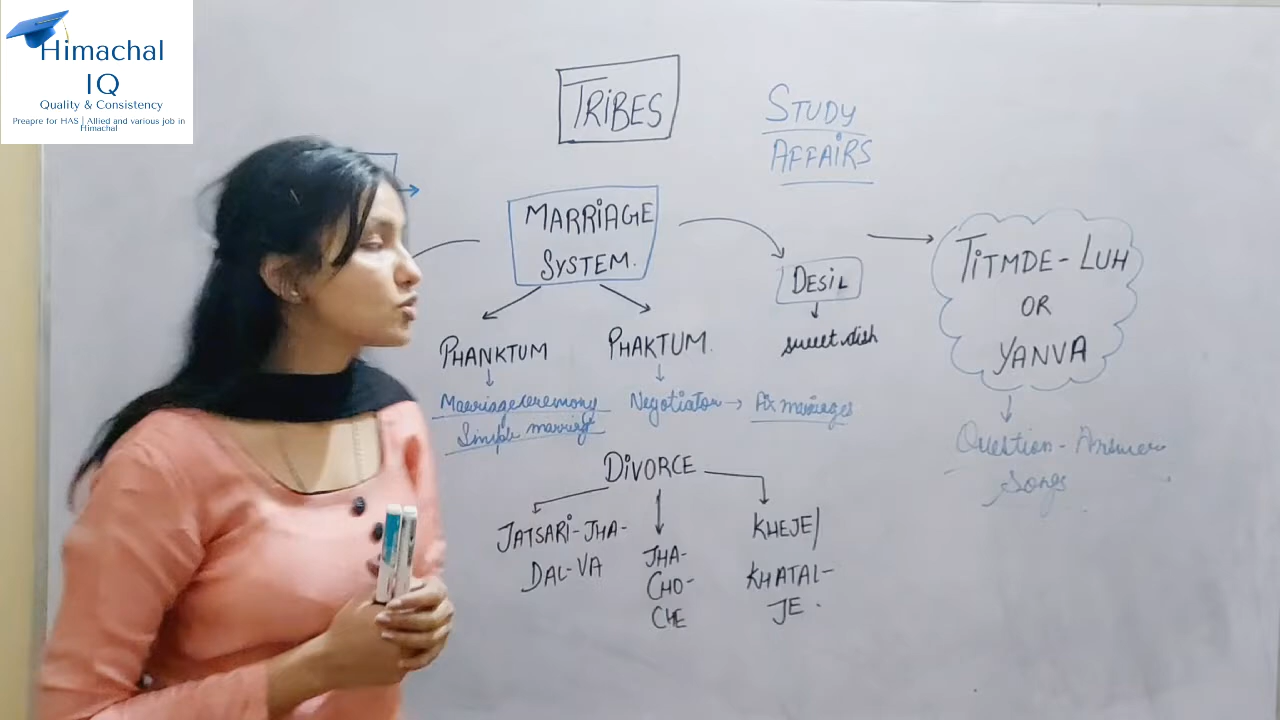 Himachal
IQ
Quality & Consistency
Preapre for HAS | Allied and various job in
Himachal
TRIBES
STUDY
AFFAIRS
MARRIAGE
SYSTEM.
DESIL
sweet dish
TITMDE-LUH
OR
YANVA
Question-Answer
Songs
PHANKTUM
Marriage ceremony
Simple marriage
PHAKTUM.
Negotiator → Fix marriages
DIVORCE
JATSARI-JHA-
DAL-VA
JHA-
CHO-
CHE
KHEJE/
KHATAL-
JE.